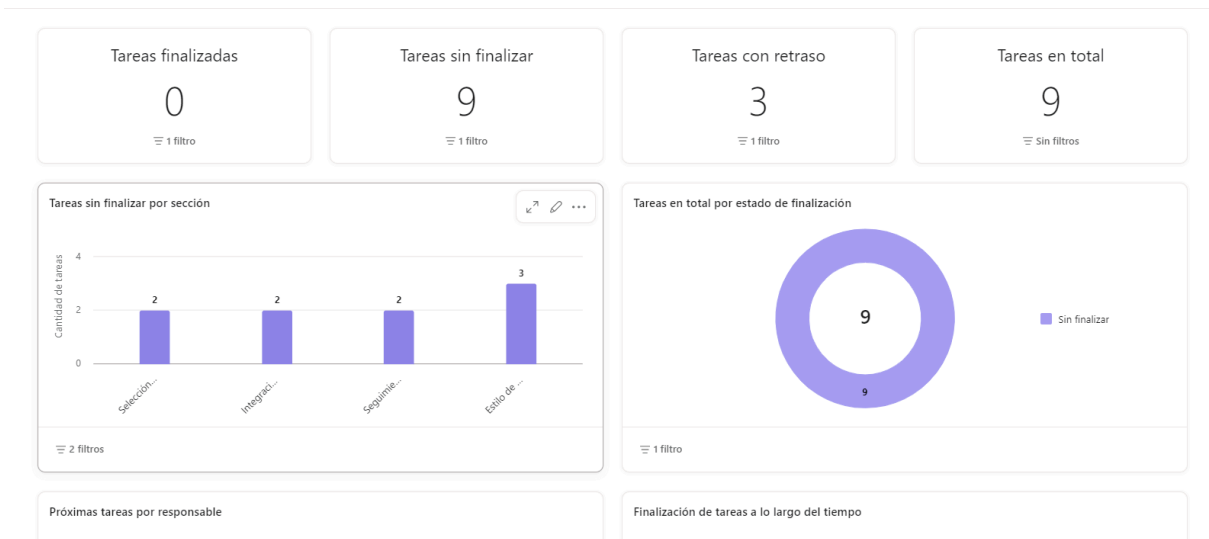 Tareas finalizadas
0
1 filtro
Tareas sin finalizar
9
1 filtro
Tareas con retraso
3
1 filtro
Tareas en total
9
Sin filtros
Tareas sin finalizar por sección
Cantidad de tareas
4
2
0
2
2
2
3
Selección...
Integraci...
Seguimie...
Estilo de ...
2 filtros
Tareas en total por estado de finalización
9
9
Sin finalizar
1 filtro
Próximas tareas por responsable
Finalización de tareas a lo largo del tiempo